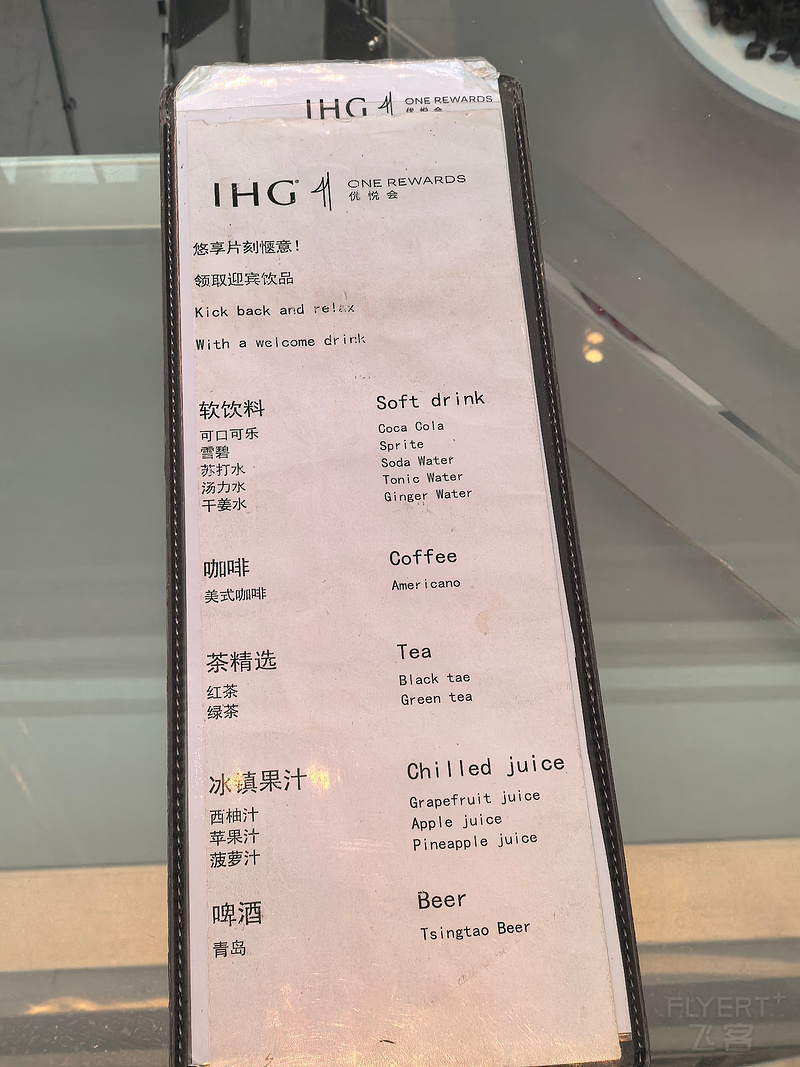 IHG ONE REWARDS
优悦会
IHG® ONE REWARDS
优悦会
悠享片刻惬意！
领取迎宾饮品
Kick back and relax
With a welcome drink
软饮料 Soft drink
可口可乐 Coca Cola
雪碧 Sprite
苏打水 Soda Water
汤力水 Tonic Water
干姜水 Ginger Water
咖啡 Coffee
美式咖啡 Americano
茶精选 Tea
红茶 Black tae
绿茶 Green tea
冰镇果汁 Chilled juice
西柚汁 Grapefruit juice
苹果汁 Apple juice
菠萝汁 Pineapple juice
啤酒 Beer
青岛 Tsingtao Beer
FLYERT+
飞客